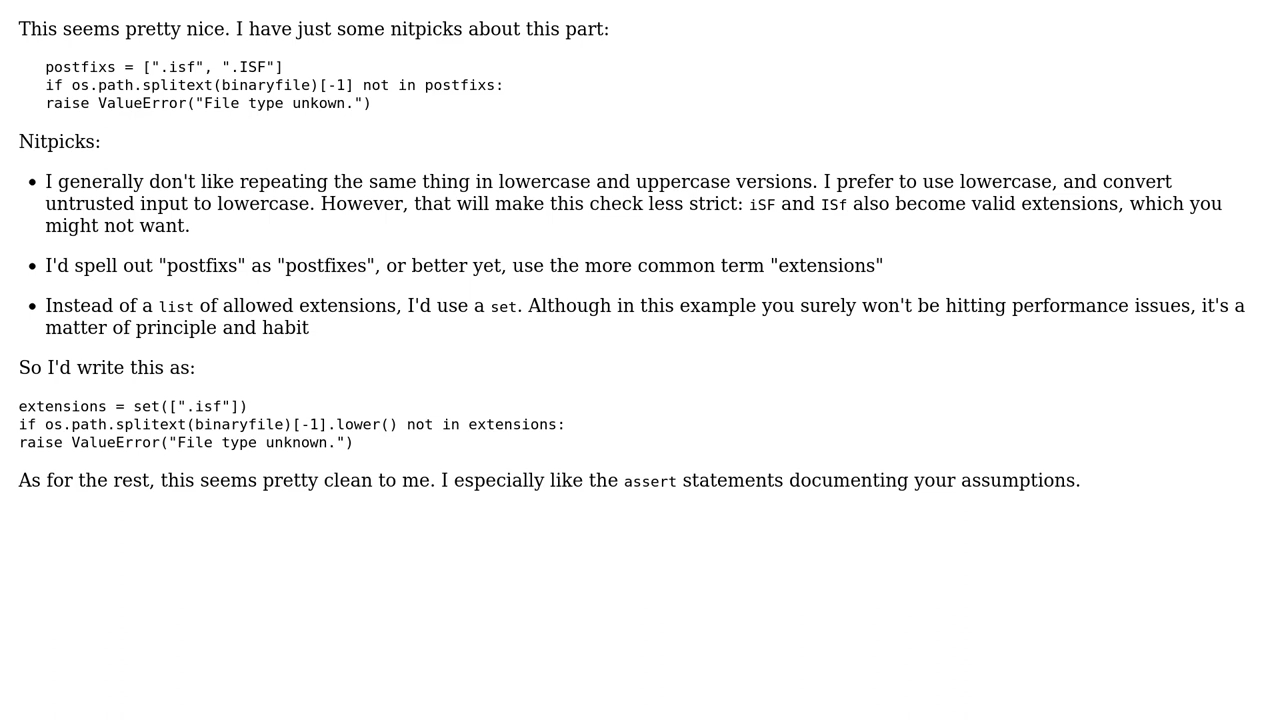 This seems pretty nice. I have just some nitpicks about this part:
postfixs = [".isf", ".ISF"]
if os.path.splitext(binaryfile)[-1] not in postfixs:
raise ValueError("File type unkown.")
Nitpicks:
• I generally don't like repeating the same thing in lowercase and uppercase versions. I prefer to use lowercase, and convert
untrusted input to lowercase. However, that will make this check less strict: iSF and ISf also become valid extensions, which you
might not want.
• I'd spell out "postfixs" as "postfixes", or better yet, use the more common term "extensions"
• Instead of a list of allowed extensions, I'd use a set. Although in this example you surely won't be hitting performance issues, it's a
matter of principle and habit
So I'd write this as:
extensions = set([".isf"])
if os.path.splitext(binaryfile)[-1].lower() not in extensions:
raise ValueError("File type unknown.")
As for the rest, this seems pretty clean to me. I especially like the assert statements documenting your assumptions.